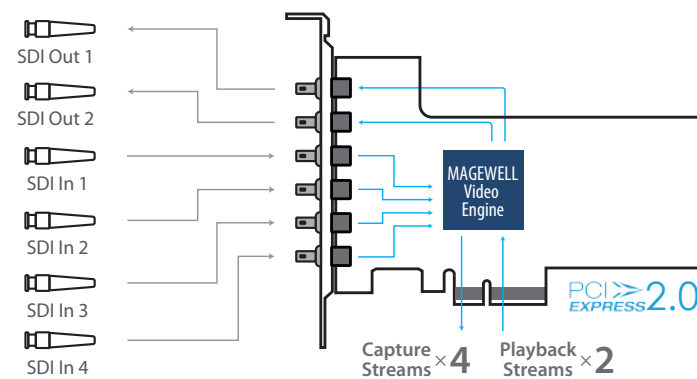 SDI Out 1
SDI Out 2
SDI In 1
SDI In 2
SDI In 3
SDI In 4
MAGEWELL
Video
Engine
PCI
EXPRESS 2.0
Capture
Streams ×4
Playback
Streams ×2